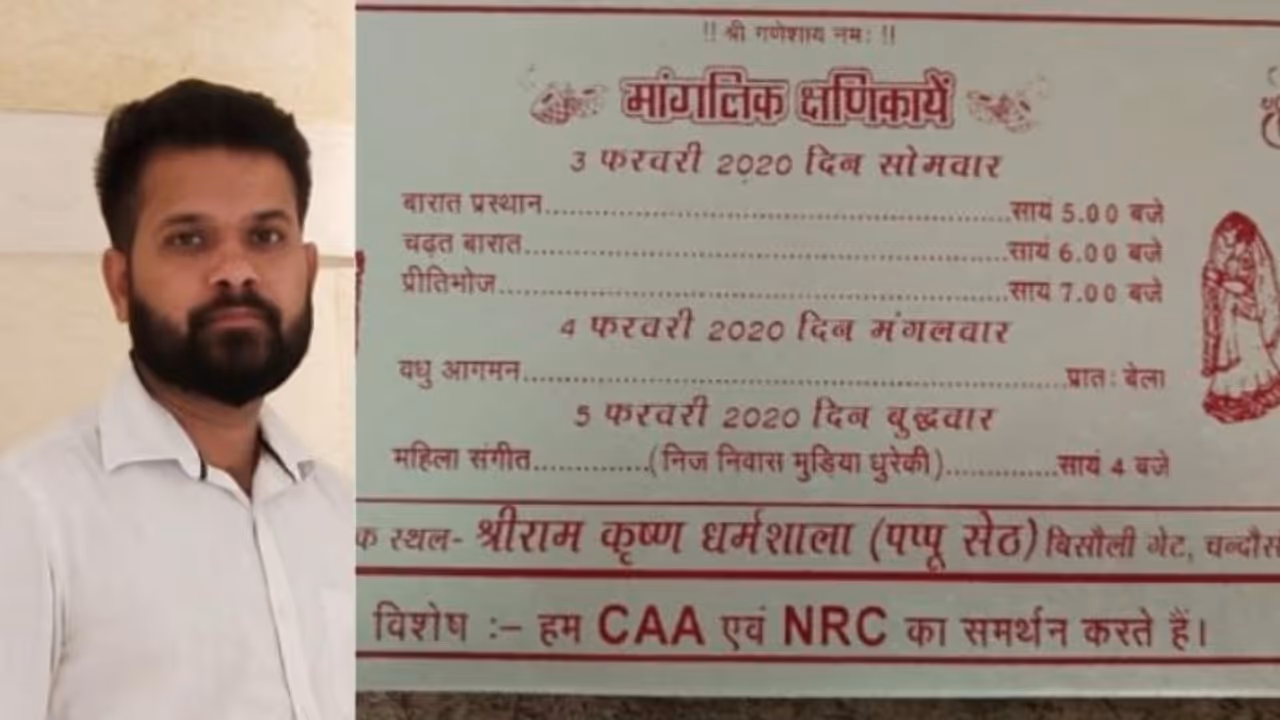 !! श्री गणेशाय नमः !!
मांगलिक क्षणिकायें
3 फरवरी 2020 दिन सोमवार
बारात प्रस्थान.......................................................सायं 5.00 बजे
चढ़त बारात.........................................................सायं 6.00 बजे
प्रीतिभोज............................................................सायं 7.00 बजे
4 फरवरी 2020 दिन मंगलवार
वधु आगमन...............................................................प्रातः बेला
5 फरवरी 2020 दिन बुद्धवार
महिला संगीत.............(निज निवास मुडिया धुरेकी)............सायं 4 बजे
स्थल- श्रीराम कृष्ण धर्मशाला (पप्पू सेठ) बिसौली गेट,
विशेष :– हम CAA एवं NRC का समर्थन करते हैं।